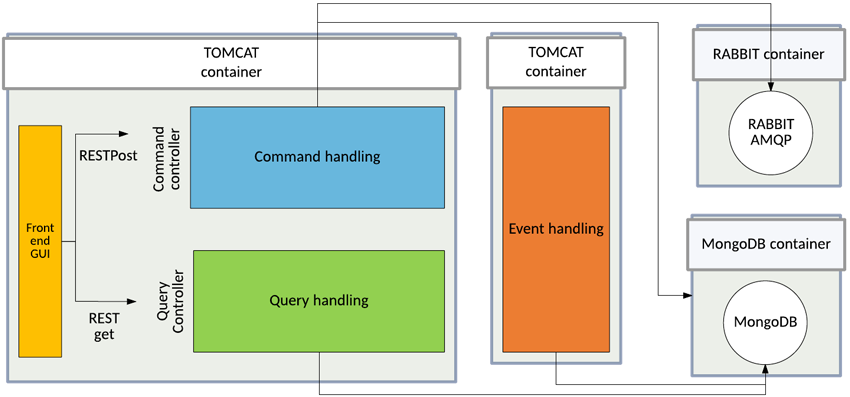 TOMCAT
container
RESTPost
Command
controller
Command handling
Front
end
GUI
REST
get
Query
Controller
Query handling
TOMCAT
container
Event handling
RABBIT container
RABBIT
AMQP
MongoDB container
MongoDB